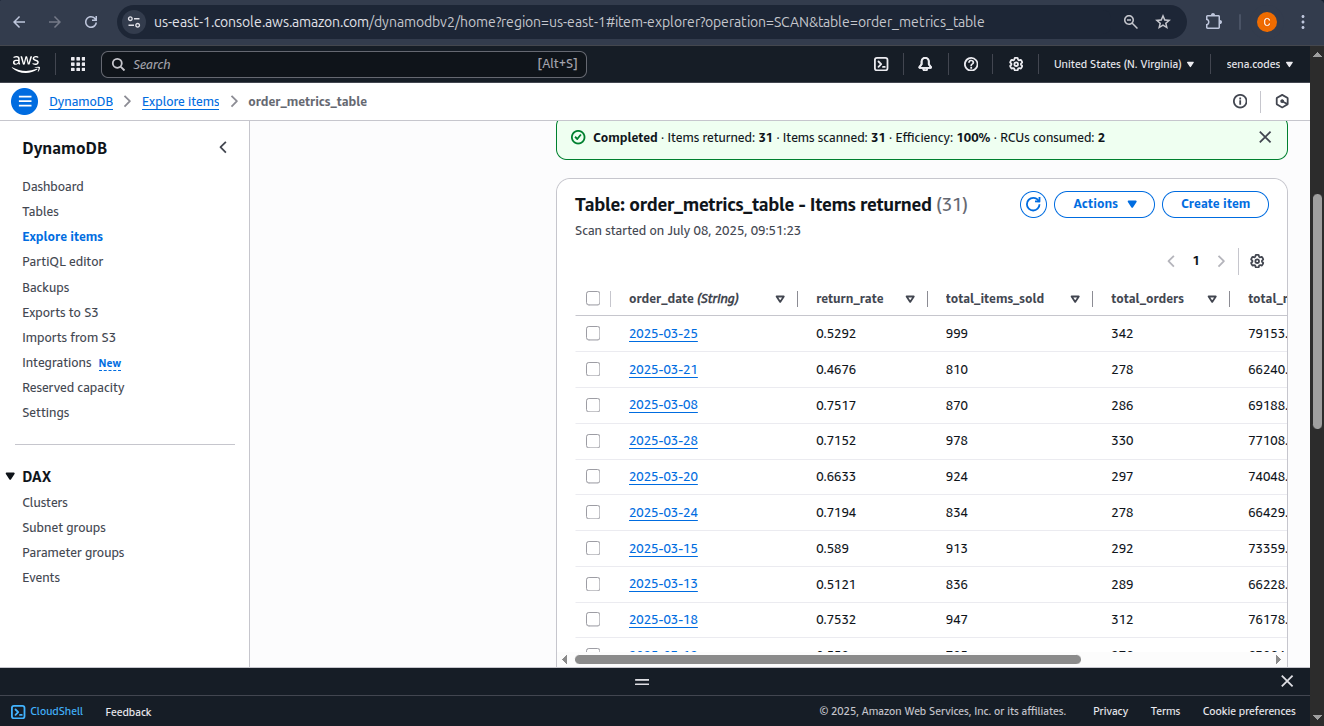 us-east-1.console.aws.amazon.com/dynamodbv2/home?region=us-east-1#item-explorer?operation=SCAN&table=order_metrics_table
C
aws
Search
[Alt+S]
United States (N. Virginia)
sena.codes
DynamoDB
Explore items
order_metrics_table
DynamoDB
Dashboard
Tables
Explore items
PartiQL editor
Backups
Exports to S3
Imports from S3
Integrations New
Reserved capacity
Settings
DAX
Clusters
Subnet groups
Parameter groups
Events
Completed · Items returned: 31 · Items scanned: 31 · Efficiency: 100% · RCUs consumed: 2
Table: order_metrics_table - Items returned (31)
Actions
Create item
Scan started on July 08, 2025, 09:51:23
1
order_date (String) return_rate total_items_sold total_orders
2025-03-25 0.5292 999 342 79153.
2025-03-21 0.4676 810 278 66240.
2025-03-08 0.7517 870 286 69188.
2025-03-28 0.7152 978 330 77108.
2025-03-20 0.6633 924 297 74048.
2025-03-24 0.7194 834 278 66429.
2025-03-15 0.589 913 292 73359.
2025-03-13 0.5121 836 289 66228.
2025-03-18 0.7532 947 312 76178.
CloudShell
Feedback
© 2025, Amazon Web Services, Inc. or its affiliates.
Privacy
Terms
Cookie preferences